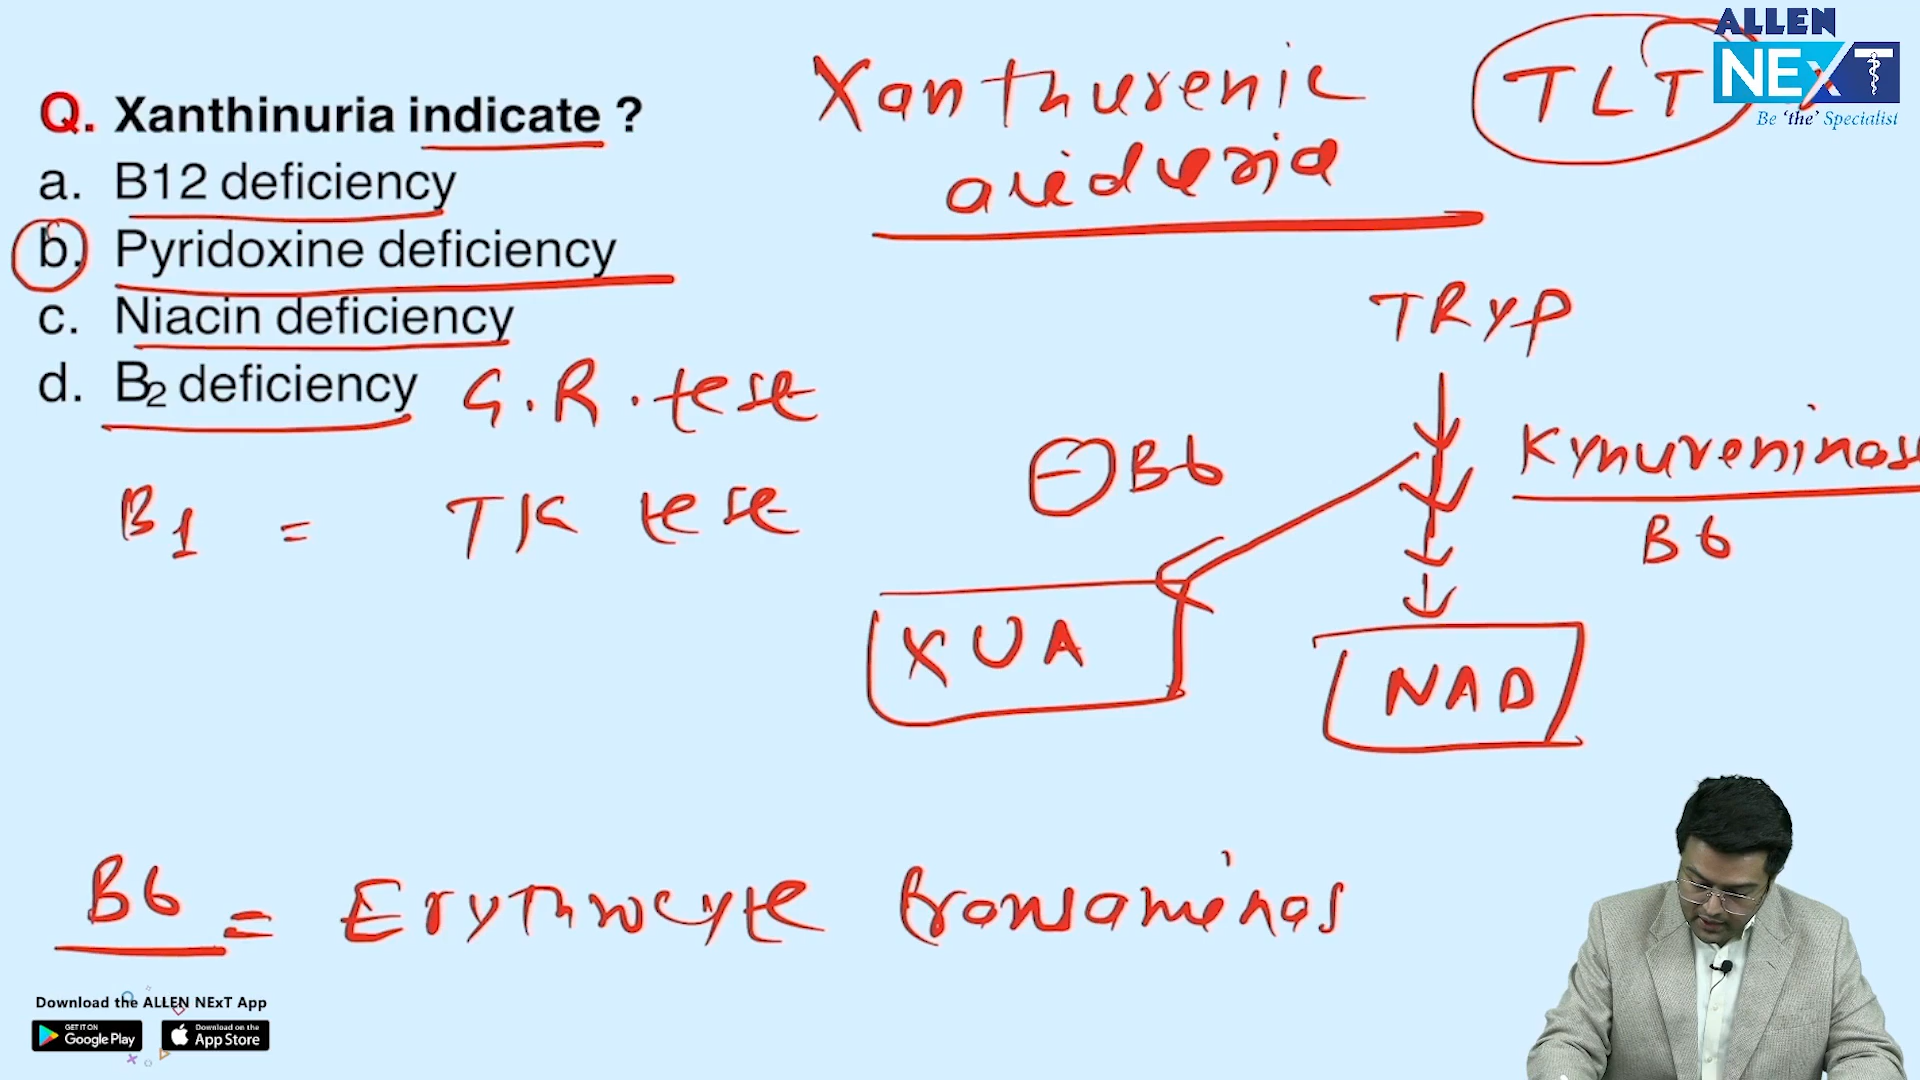 Q. Xanthinuria indicate ?
a. B12 deficiency
b. Pyridoxine deficiency
c. Niacin deficiency
d. B2 deficiency
G.R. test
B1 = TK test
Xanthurenic
aciduria
TLT
ALLEN
NExT
Be 'the' Specialist
TRYP
Kynureninas
B6
⊖B6
XUA
NAD
B6 = Erythrocyte transaminas
Download the ALLEN NExT App
GET IT ON
Google Play
Download on the
App Store